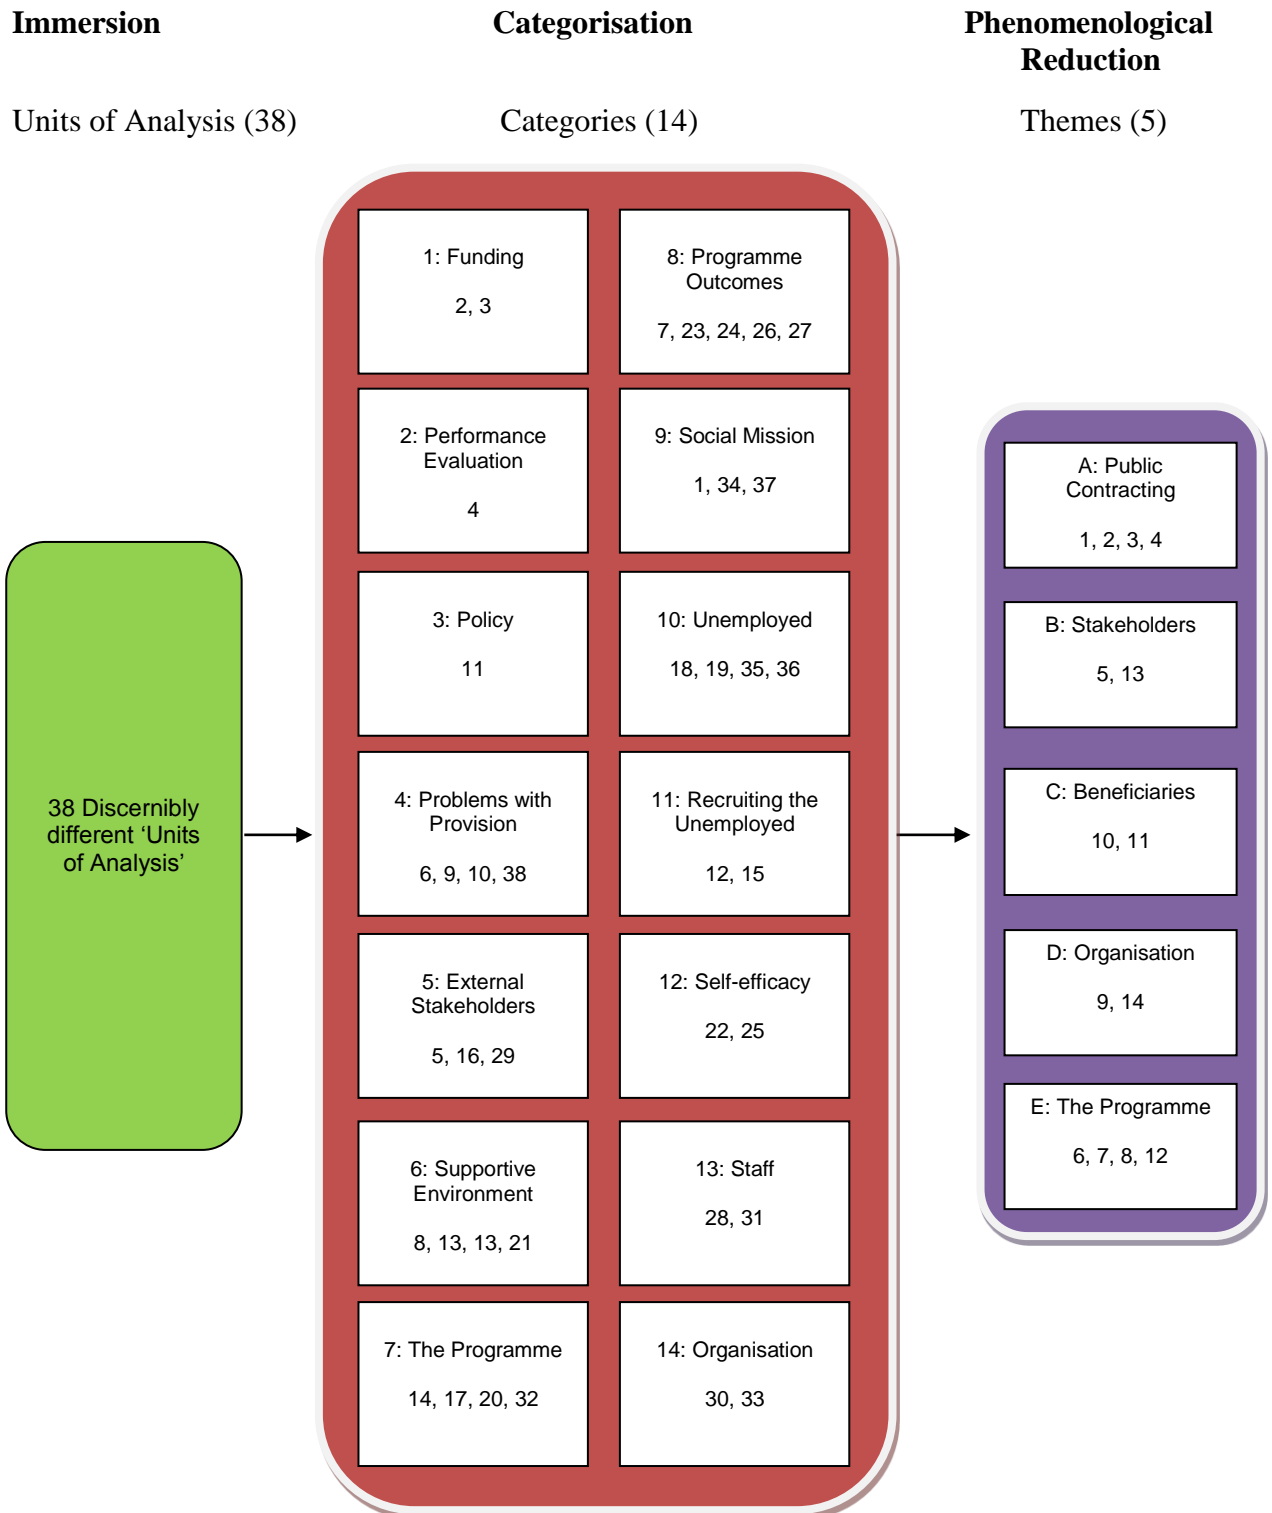 Immersion
Categorisation
Phenomenological
Reduction
Units of Analysis (38)
Categories (14)
Themes (5)
38 Discernibly
different ‘Units
of Analysis’
1: Funding
2, 3
2: Performance
Evaluation
4
3: Policy
11
4: Problems with
Provision
6, 9, 10, 38
5: External
Stakeholders
5, 16, 29
6: Supportive
Environment
8, 13, 13, 21
7: The Programme
14, 17, 20, 32
8: Programme
Outcomes
7, 23, 24, 26, 27
9: Social Mission
1, 34, 37
10: Unemployed
18, 19, 35, 36
11: Recruiting the
Unemployed
12, 15
12: Self-efficacy
22, 25
13: Staff
28, 31
14: Organisation
30, 33
A: Public
Contracting
1, 2, 3, 4
B: Stakeholders
5, 13
C: Beneficiaries
10, 11
D: Organisation
9, 14
E: The Programme
6, 7, 8, 12